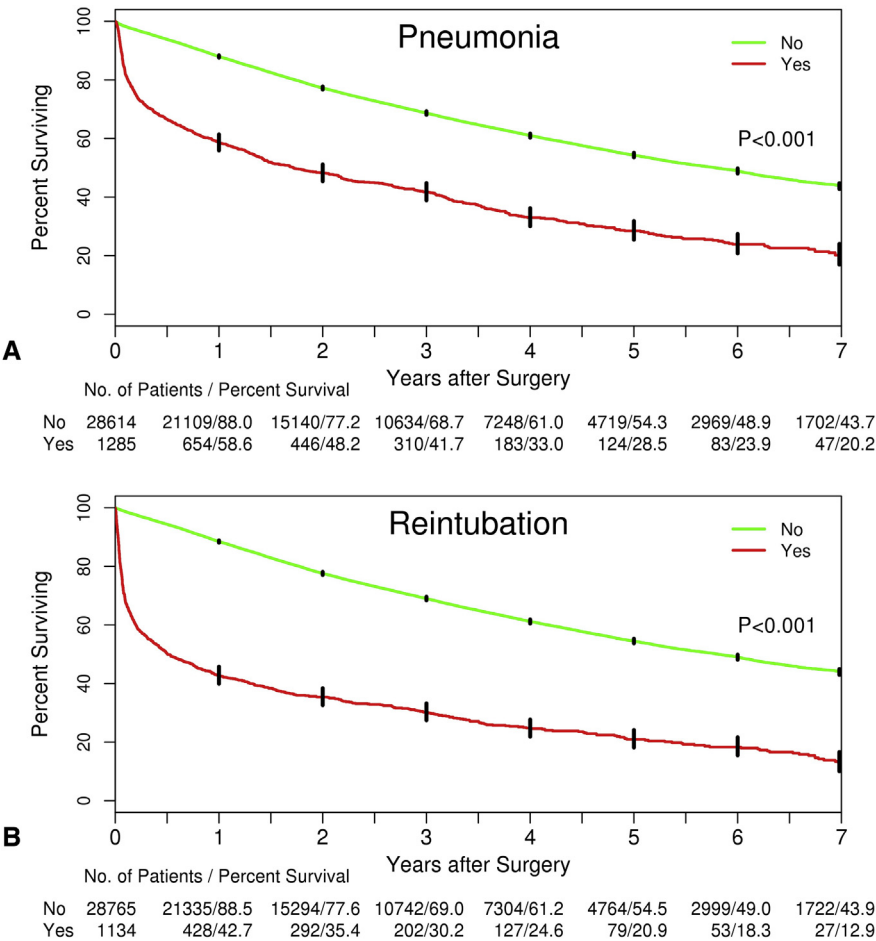 Pneumonia
No
Yes
P<0.001
Percent Surviving
100
80
60
40
20
0
0 1 2 3 4 5 6 7
A
Years after Surgery
No. of Patients / Percent Survival
No 28614 21109/88.0 15140/77.2 10634/68.7 7248/61.0 4719/54.3 2969/48.9 1702/43.7
Yes 1285 654/58.6 446/48.2 310/41.7 183/33.0 124/28.5 83/23.9 47/20.2
Reintubation
No
Yes
P<0.001
Percent Surviving
100
80
60
40
20
0
0 1 2 3 4 5 6 7
B
Years after Surgery
No. of Patients / Percent Survival
No 28765 21335/88.5 15294/77.6 10742/69.0 7304/61.2 4764/54.5 2999/49.0 1722/43.9
Yes 1134 428/42.7 292/35.4 202/30.2 127/24.6 79/20.9 53/18.3 27/12.9